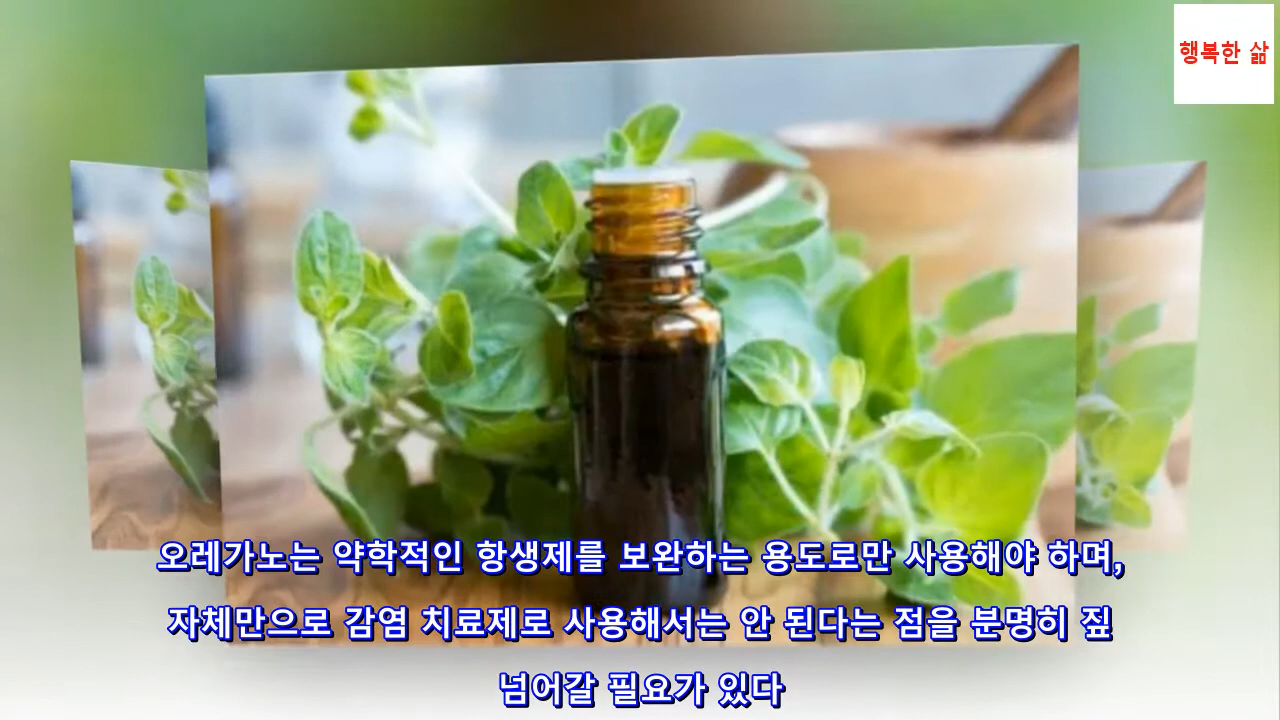 행복한 삶
오레가노는 약학적인 항생제를 보완하는 용도로만 사용해야 하며,
자체만으로 감염 치료제로 사용해서는 안 된다는 점을 분명히 짚
넘어갈 필요가 있다